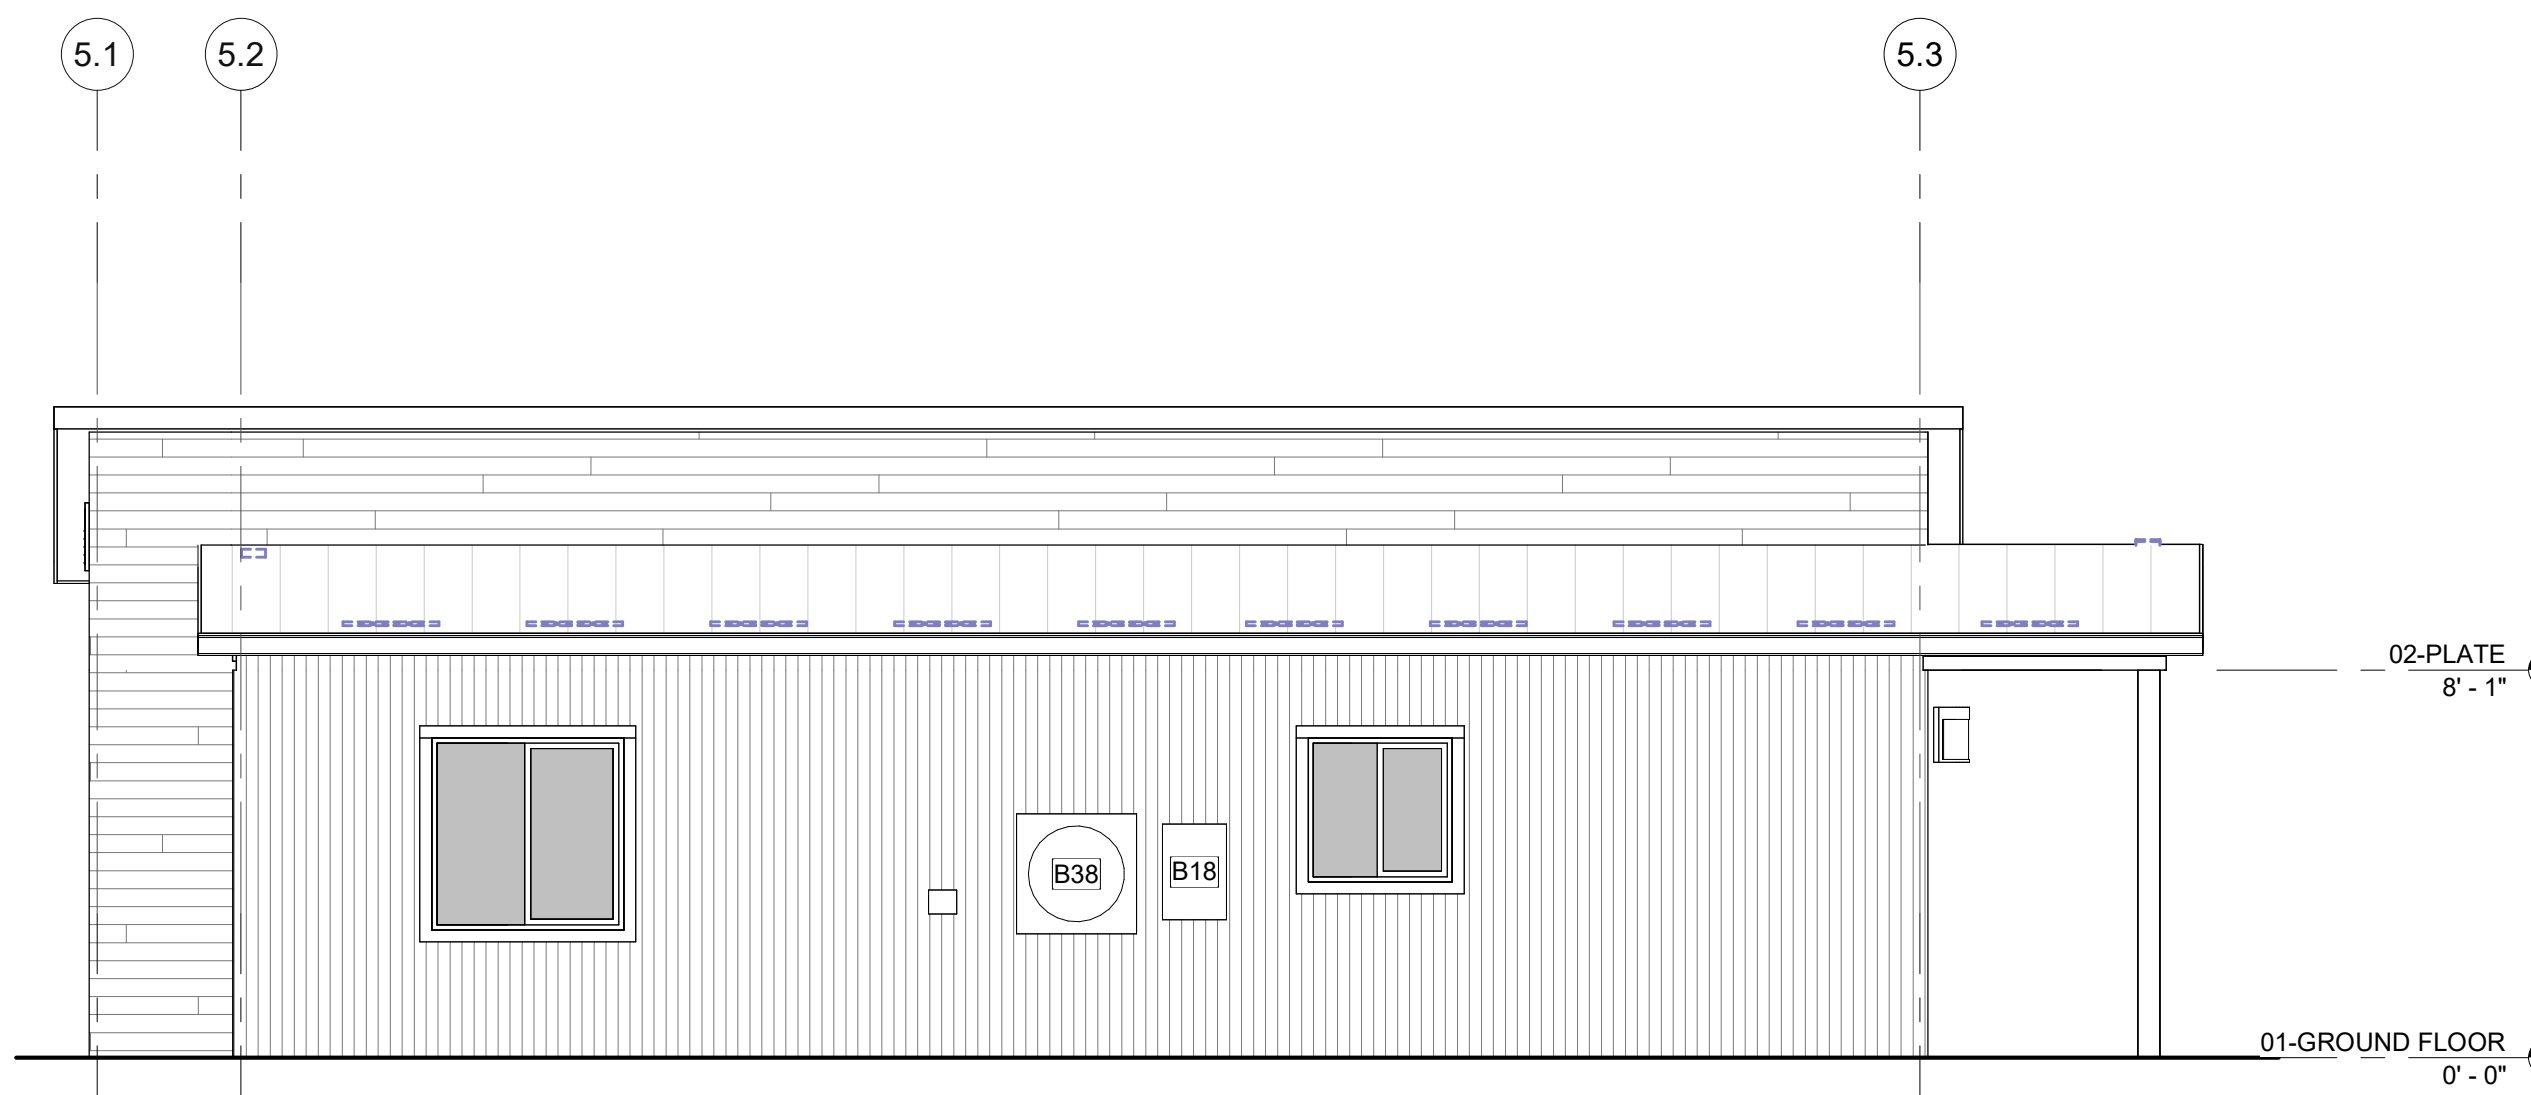 5.1
5.2
5.3
02-PLATE
8' - 1"
B38
B18
01-GROUND FLOOR
0' - 0"